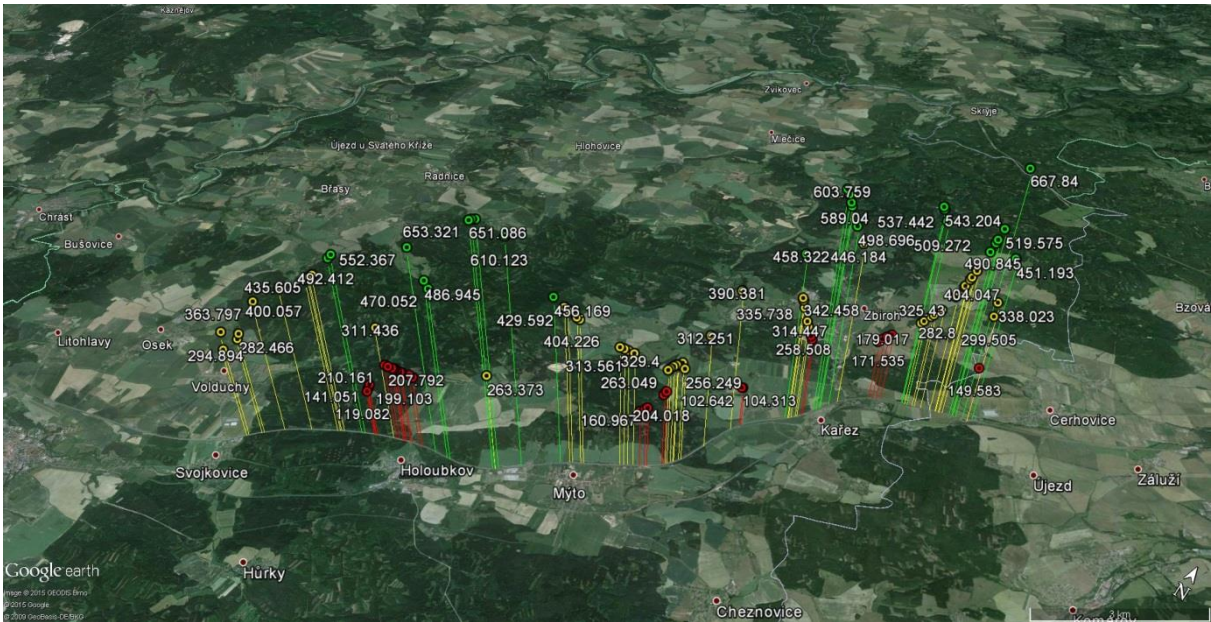 Kaznějov
Zvíkovec
Skryje
Mlečice
Újezd u Svatého Kříže
Hlohovice
Radnice
Břasy
667.84
603.759
Chrást
589.04
537.442
543.204
653.321
651.086
498.696
519.575
Bušovice
509.272
552.367
610.123
458.322
446.184
490.845
451.193
492.412
435.605
470.052
486.945
390.381
404.047
363.797
400.057
456.169
335.738
342.458
Zbiroh
325.43
338.023
429.592
311.436
314.447
282.8
Litohlavy
Osek
404.226
312.251
179.017
299.505
294.894
282.466
258.508
313.561
329.4
171.535
Volduchy
210.161
207.792
263.373
263.049
256.249
149.583
141.051
199.103
102.642
104.313
119.082
160.967
204.018
Kařez
Cerhovice
Svojkovice
Holoubkov
Mýto
Újezd
Záluží
Hůrky
Google earth
Image © 2015 GEODIS Brno
© 2015 Google
© 2009 GeoBasis-DE/BKG
Cheznovice
3 km
N